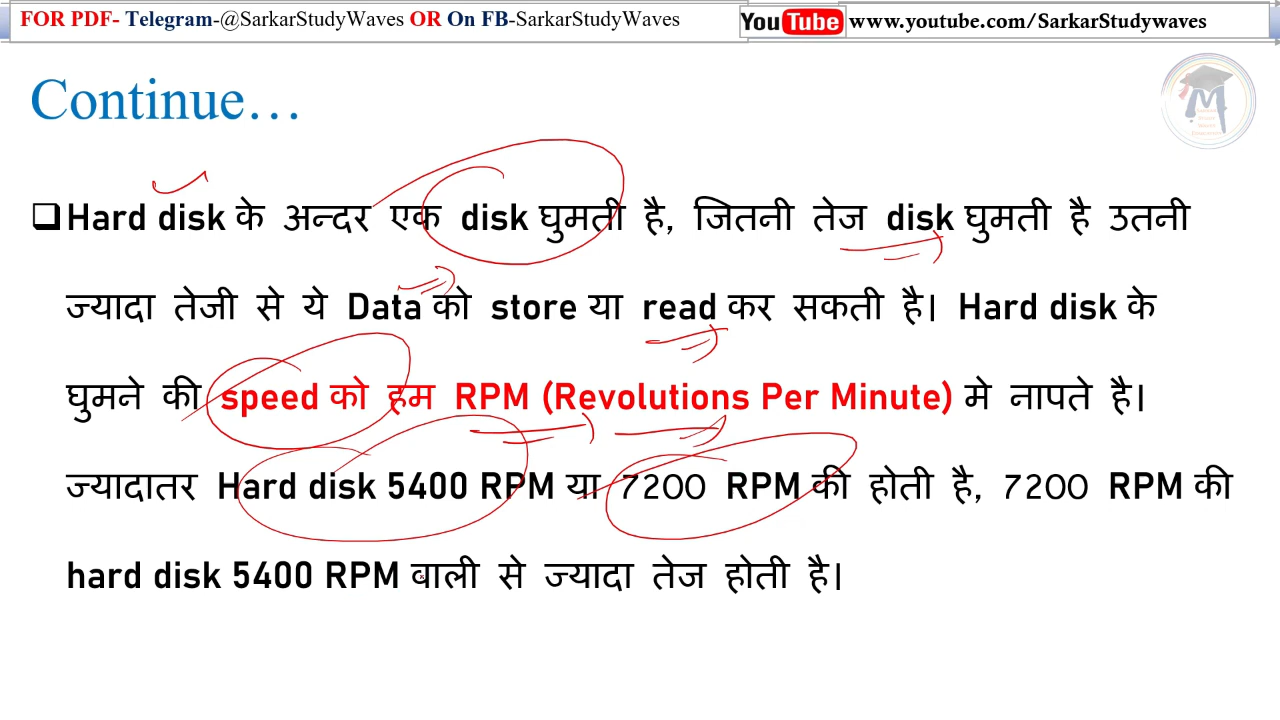 FOR PDF- Telegram-@SarkarStudyWaves OR On FB-SarkarStudyWaves
YouTube www.youtube.com/SarkarStudywaves
Continue…
❑Hard disk के अन्दर एक disk घुमती है, जितनी तेज disk घुमती है उतनी
ज्यादा तेजी से ये Data को store या read कर सकती है। Hard disk के
घुमने की speed को हम RPM (Revolutions Per Minute) मे नापते है।
ज्यादातर Hard disk 5400 RPM या 7200 RPM की होती है, 7200 RPM की
hard disk 5400 RPM वाली से ज्यादा तेज होती है।